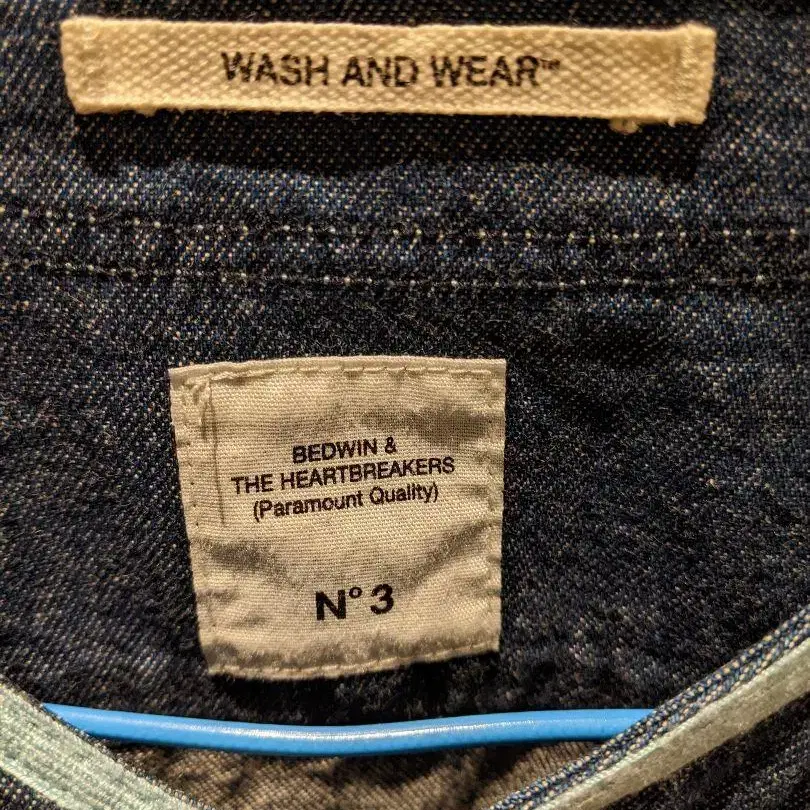 WASH AND WEAR™
BEDWIN &
THE HEARTBREAKERS
(Paramount Quality)
N° 3